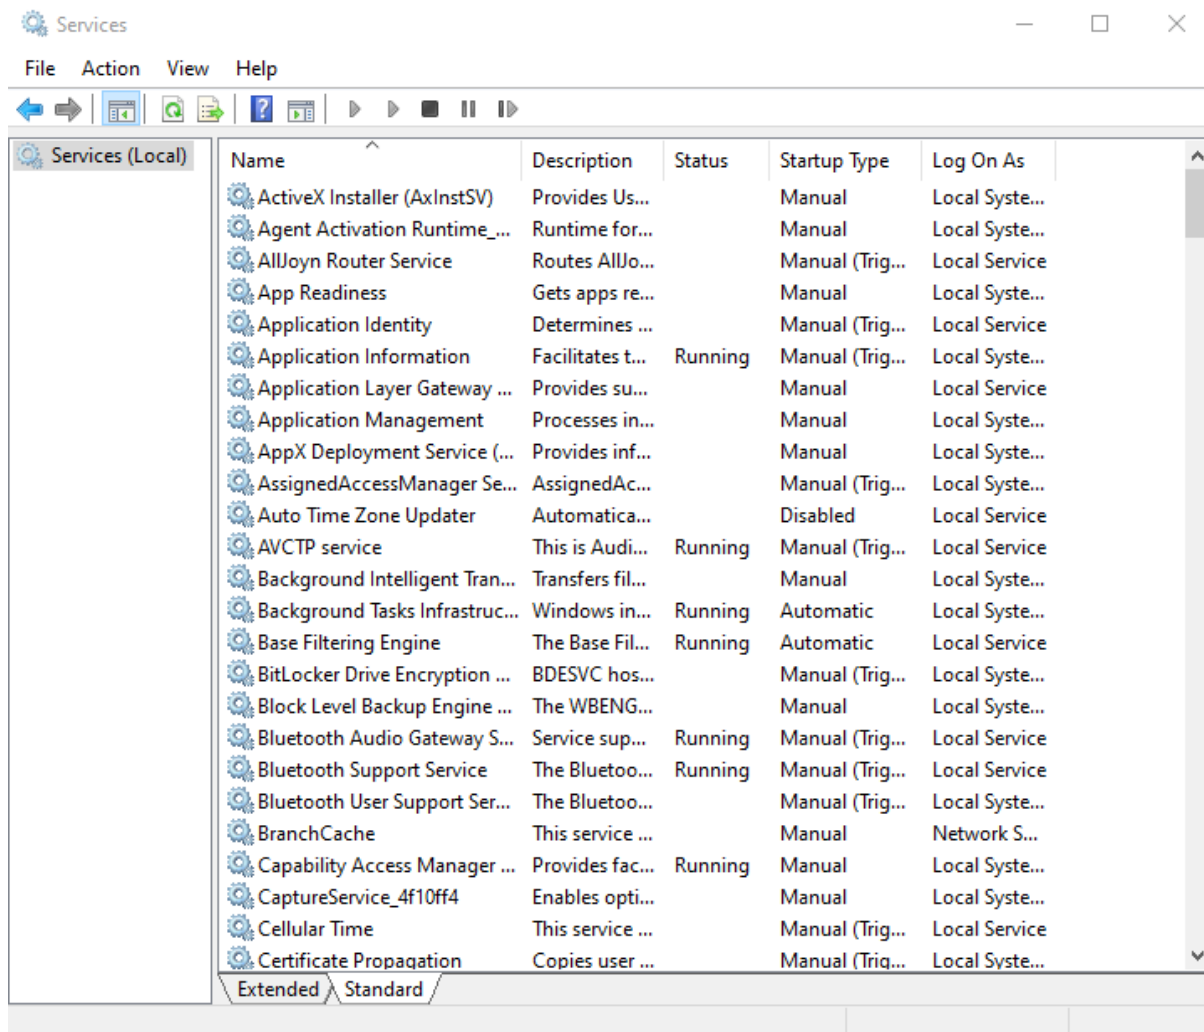 Services
File Action View Help
Services (Local)
Name Description Status Startup Type Log On As
ActiveX Installer (AxInstSV) Provides Us... Manual Local Syste...
Agent Activation Runtime_... Runtime for... Manual Local Syste...
AllJoyn Router Service Routes AllJo... Manual (Trig... Local Service
App Readiness Gets apps re... Manual Local Syste...
Application Identity Determines ... Manual (Trig... Local Service
Application Information Facilitates t... Running Manual (Trig... Local Syste...
Application Layer Gateway ... Provides su... Manual Local Service
Application Management Processes in... Manual Local Syste...
AppX Deployment Service (... Provides inf... Manual Local Syste...
AssignedAccessManager Se... AssignedAc... Manual (Trig... Local Syste...
Auto Time Zone Updater Automatica... Disabled Local Service
AVCTP service This is Audi... Running Manual (Trig... Local Service
Background Intelligent Tran... Transfers fil... Manual Local Syste...
Background Tasks Infrastruc... Windows in... Running Automatic Local Syste...
Base Filtering Engine The Base Fil... Running Automatic Local Service
BitLocker Drive Encryption ... BDESVC hos... Manual (Trig... Local Syste...
Block Level Backup Engine ... The WBENG... Manual Local Syste...
Bluetooth Audio Gateway S... Service sup... Running Manual (Trig... Local Service
Bluetooth Support Service The Bluetoo... Running Manual (Trig... Local Service
Bluetooth User Support Ser... The Bluetoo... Manual (Trig... Local Syste...
BranchCache This service ... Manual Network S...
Capability Access Manager ... Provides fac... Running Manual Local Syste...
CaptureService_4f10ff4 Enables opti... Manual Local Syste...
Cellular Time This service ... Manual (Trig... Local Service
Certificate Propagation Copies user ... Manual (Trig... Local Syste...
Extended Standard